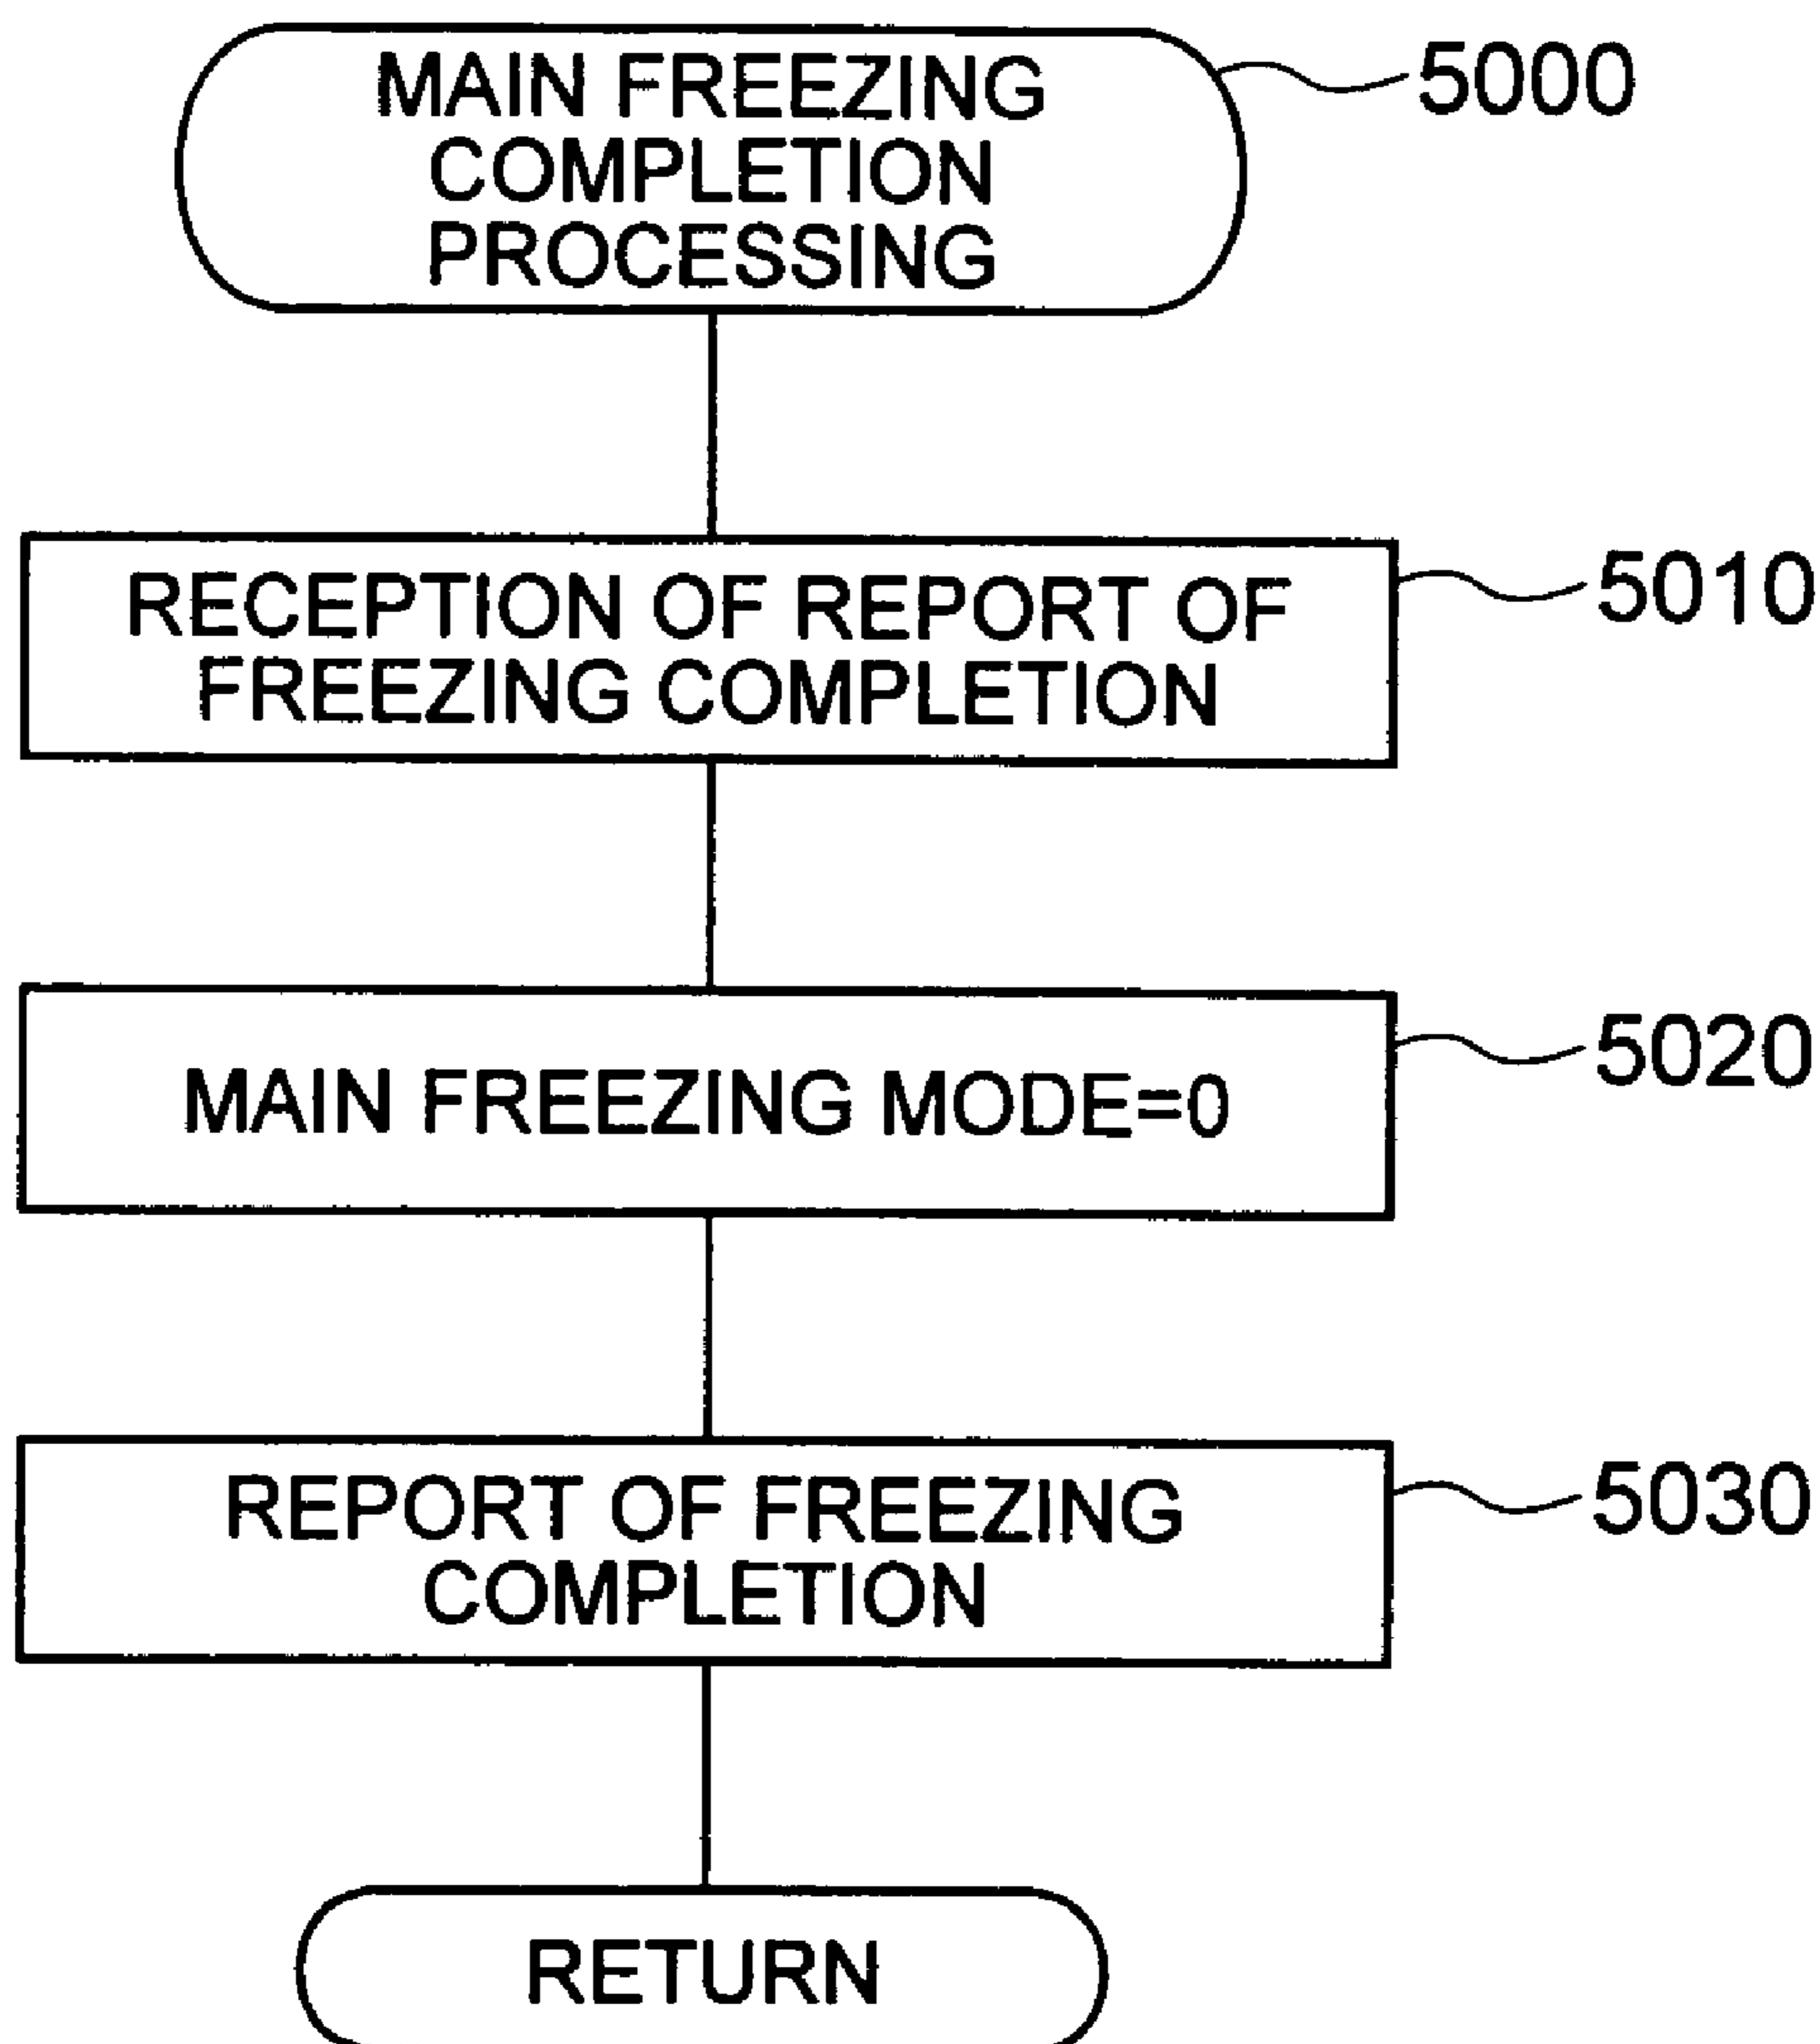 MAIN FREEZING
COMPLETION
PROCESSING
5000
RECEPTION OF REPORT OF
FREEZING COMPLETION
5010
MAIN FREEZING MODE=0
5020
REPORT OF FREEZING
COMPLETION
5030
RETURN